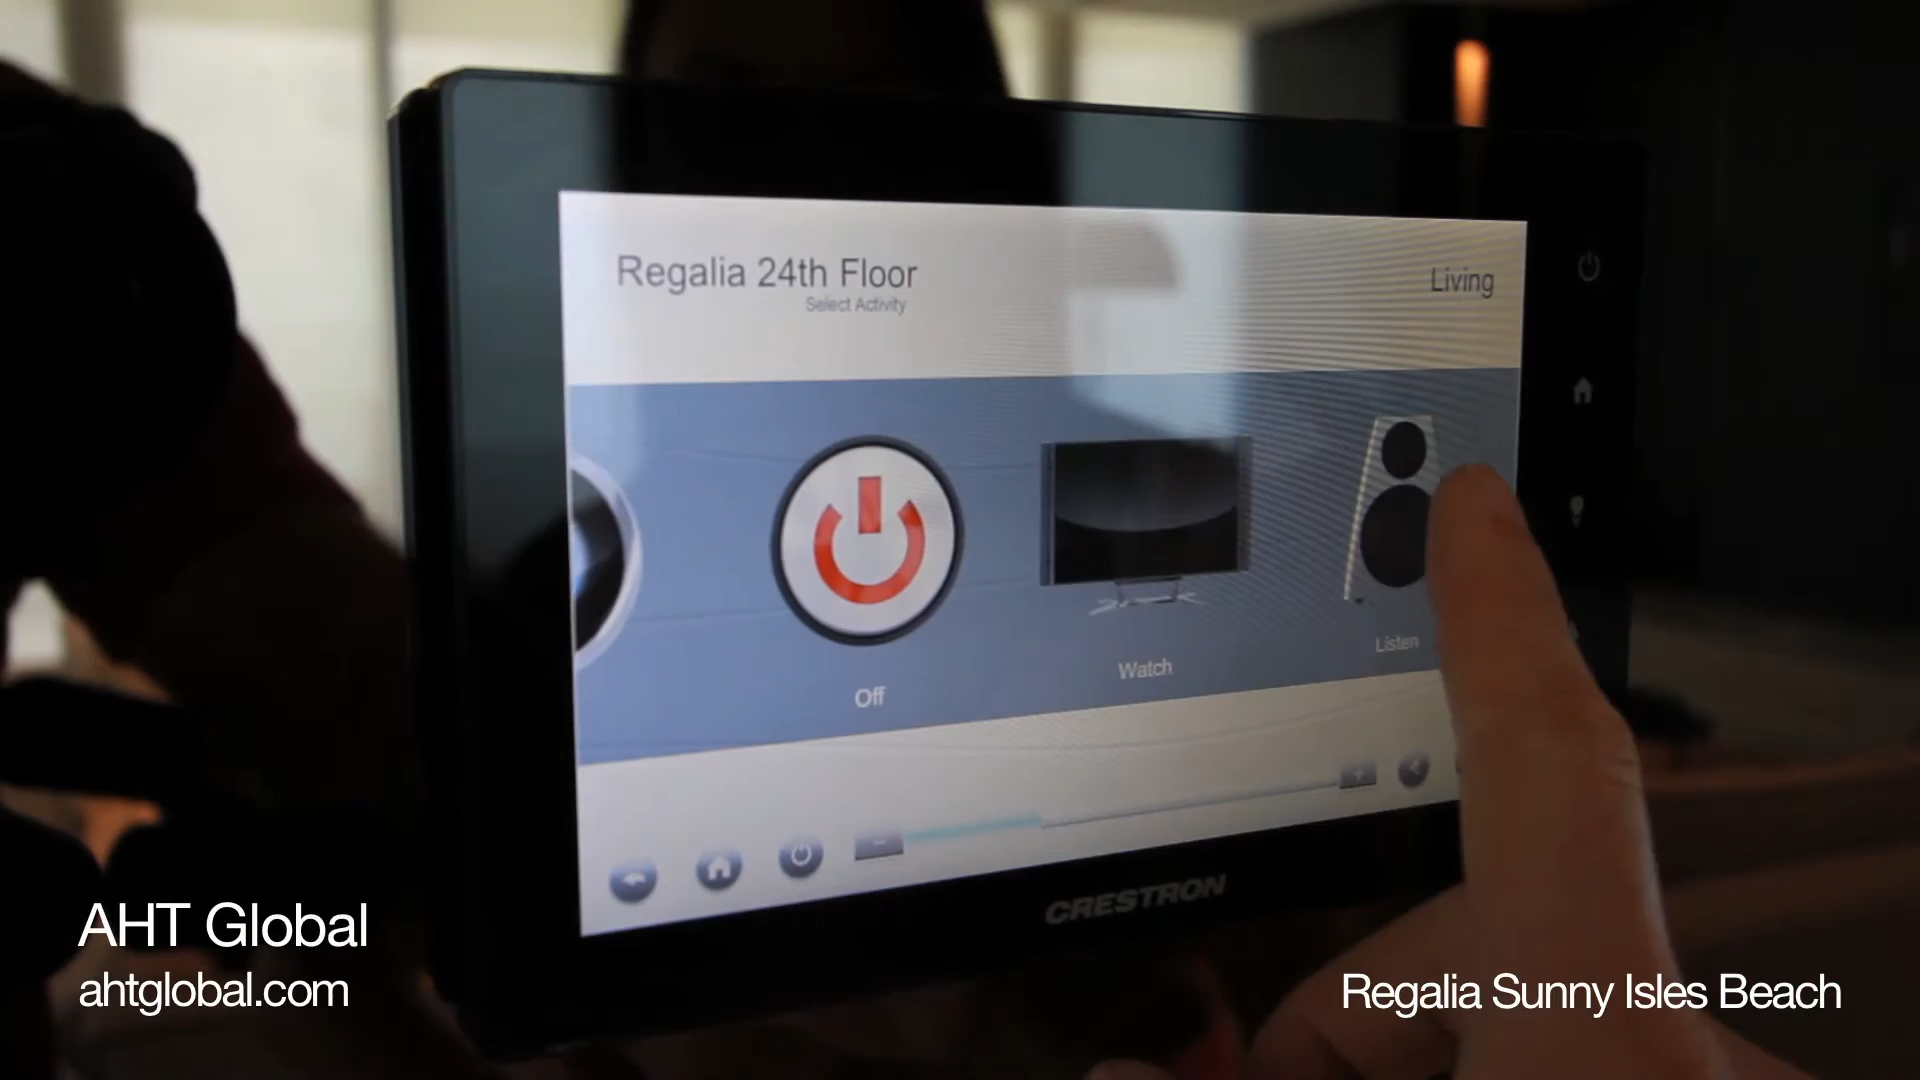 Regalia 24th Floor
Select Activity
Living
Off
Watch
Listen
CRESTRON
AHT Global
ahtglobal.com
Regalia Sunny Isles Beach